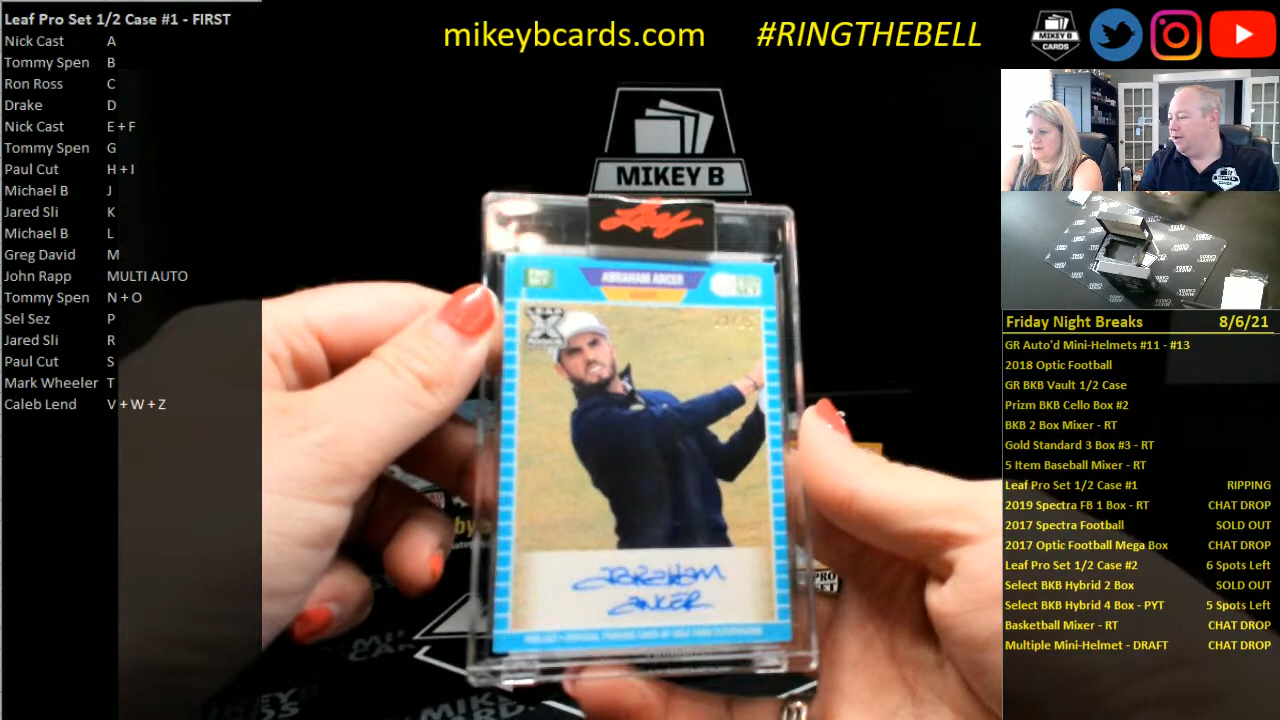 Leaf Pro Set 1/2 Case #1 - FIRST
Nick Cast A
Tommy Spen B
Ron Ross C
Drake D
Nick Cast E + F
Tommy Spen G
Paul Cut H + I
Michael B J
Jared Sli K
Michael B L
Greg David M
John Rapp MULTI AUTO
Tommy Spen N + O
Sel Sez P
Jared Sli R
Paul Cut S
Mark Wheeler T
Caleb Lend V + W + Z
mikeybcards.com #RINGTHEBELL
MIKEY B
CARDS
MIKEY B
Leaf
PRO SET
ABRAHAM ANCER
Abraham
Ancer
Friday Night Breaks 8/6/21
GR Auto'd Mini-Helmets #11 - #13
2018 Optic Football
GR BKB Vault 1/2 Case
Prizm BKB Cello Box #2
BKB 2 Box Mixer - RT
Gold Standard 3 Box #3 - RT
5 Item Baseball Mixer - RT
Leaf Pro Set 1/2 Case #1 RIPPING
2019 Spectra FB 1 Box - RT CHAT DROP
2017 Spectra Football SOLD OUT
2017 Optic Football Mega Box CHAT DROP
Leaf Pro Set 1/2 Case #2 6 Spots Left
Select BKB Hybrid 2 Box SOLD OUT
Select BKB Hybrid 4 Box - PYT 5 Spots Left
Basketball Mixer - RT CHAT DROP
Multiple Mini-Helmet - DRAFT CHAT DROP